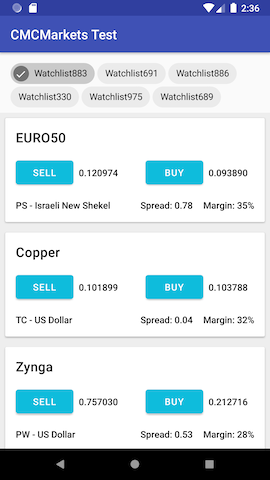 2:36
CMCMarkets Test
Watchlist883 Watchlist691 Watchlist886
Watchlist330 Watchlist975 Watchlist689
EURO50
SELL 0.120974 BUY 0.093890
PS - Israeli New Shekel Spread: 0.78 Margin: 35%
Copper
SELL 0.101899 BUY 0.103788
TC - US Dollar Spread: 0.04 Margin: 32%
Zynga
SELL 0.757030 BUY 0.212716
PW - US Dollar Spread: 0.53 Margin: 28%